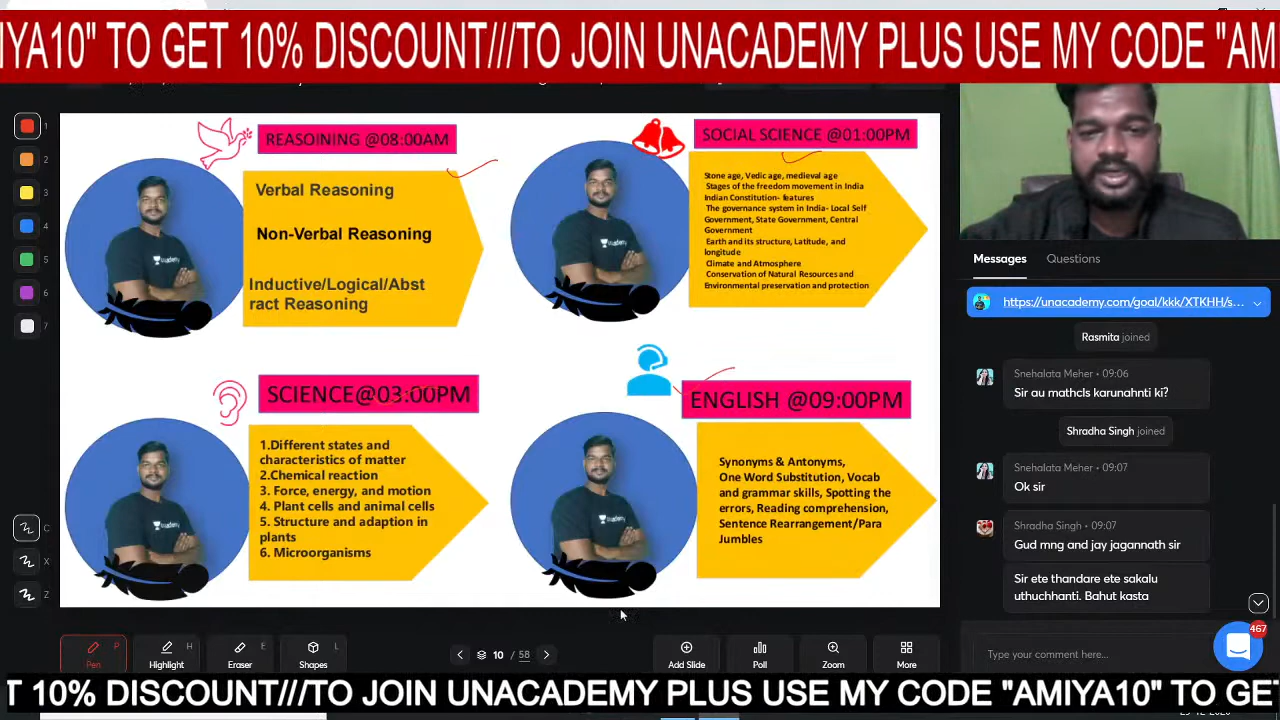 IYA10" TO GET 10% DISCOUNT///TO JOIN UNACADEMY PLUS USE MY CODE "AMI
REASOINING @08:00AM
Verbal Reasoning
Non-Verbal Reasoning
Inductive/Logical/Abst
ract Reasoning
SOCIAL SCIENCE @01:00PM
Stone age, Vedic age, medieval age
Stages of the freedom movement in India
Indian Constitution- features
The governance system in India- Local Self
Government, State Government, Central
Government
Earth and its structure, Latitude, and
longitude
Climate and Atmosphere
Conservation of Natural Resources and
Environmental preservation and protection
SCIENCE@03:00PM
1.Different states and
characteristics of matter
2.Chemical reaction
3. Force, energy, and motion
4. Plant cells and animal cells
5. Structure and adaption in
plants
6. Microorganisms
ENGLISH @09:00PM
Synonyms & Antonyms,
One Word Substitution, Vocab
and grammar skills, Spotting the
errors, Reading comprehension,
Sentence Rearrangement/Para
Jumbles
1
2
3
4
5
6
7
C
X
Z
Messages Questions
https://unacademy.com/goal/kkk/XTKHH/s...
Rasmita joined
Snehalata Meher • 09:06
Sir au mathcls karunahnti ki?
Shradha Singh joined
Snehalata Meher • 09:07
Ok sir
Shradha Singh • 09:07
Gud mng and jay jagannath sir
Sir ete thandare ete sakalu
uthuchhanti. Bahut kasta
467
Type your comment here...
Pen P
Highlight H
Eraser E
Shapes L
10 / 58
Add Slide
Poll
Zoom
More
T 10% DISCOUNT///TO JOIN UNACADEMY PLUS USE MY CODE "AMIYA10" TO GE